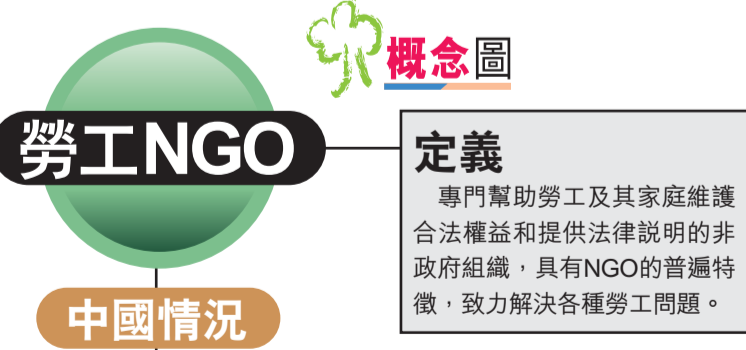 概念圖
勞工NGO
定義
專門幫助勞工及其家庭維護
合法權益和提供法律説明的非
政府組織，具有NGO的普遍特
徵，致力解決各種勞工問題。
中國情況